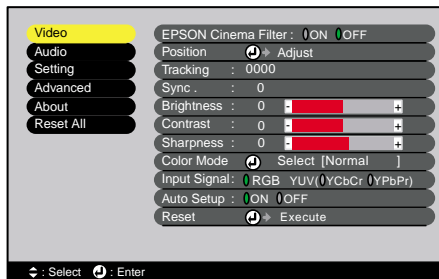 Video
Audio
Setting
Advanced
About
Reset All
EPSON Cinema Filter : ON OFF
Position Adjust
Tracking : 0000
Sync . : 0
Brightness : 0 - +
Contrast : 0 - +
Sharpness : 0 - +
Color Mode Select [Normal ]
Input Signal : RGB YUV( YCbCr YPbPr)
Auto Setup : ON OFF
Reset Execute
: Select : Enter